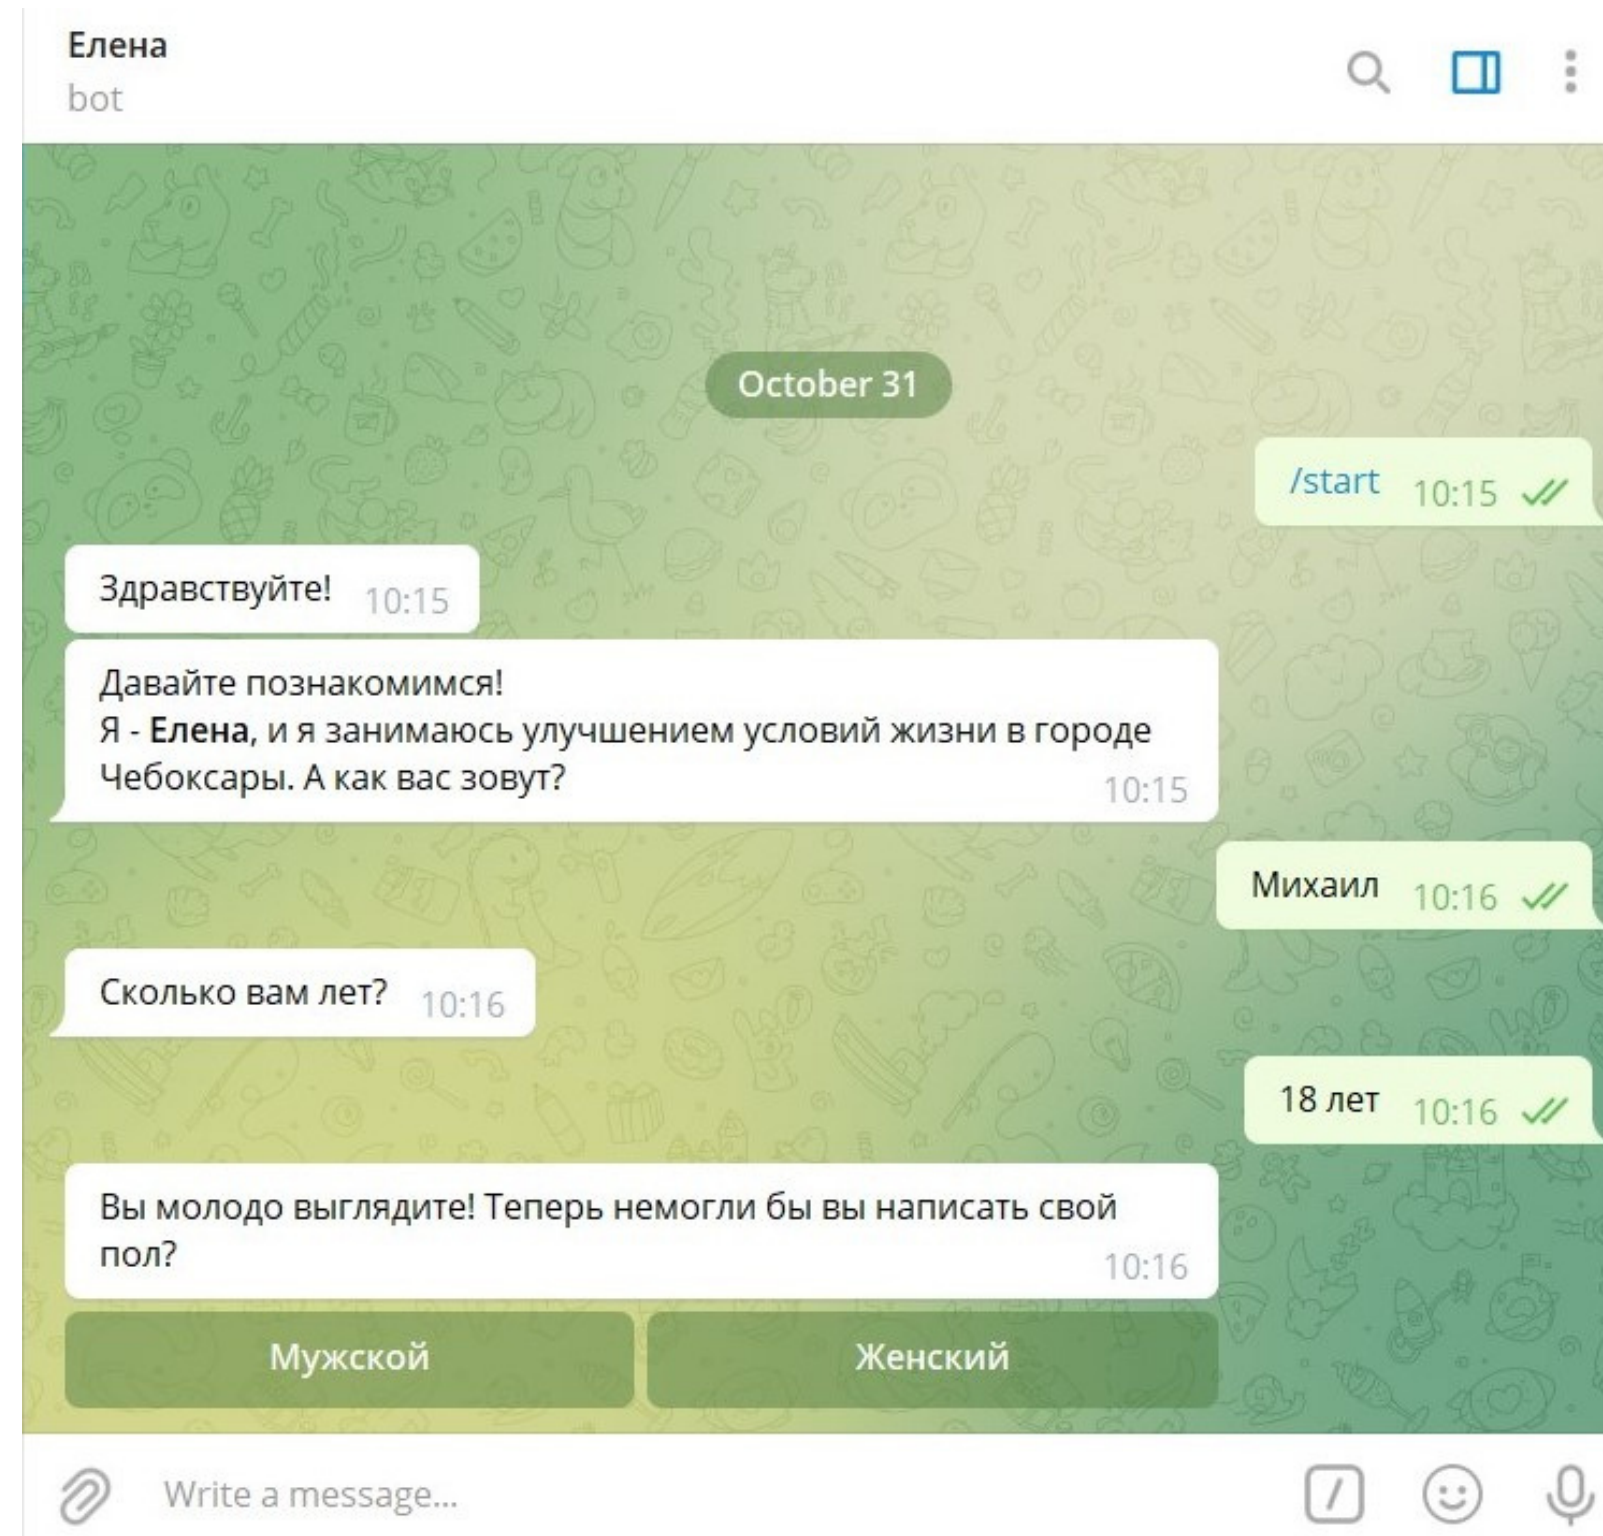 Елена
bot
October 31
/start 10:15
Здравствуйте! 10:15
Давайте познакомимся!
Я - Елена, и я занимаюсь улучшением условий жизни в городе
Чебоксары. А как вас зовут? 10:15
Михаил 10:16
Сколько вам лет? 10:16
18 лет 10:16
Вы молодо выглядите! Теперь немогли бы вы написать свой
пол? 10:16
Мужской Женский
Write a message...